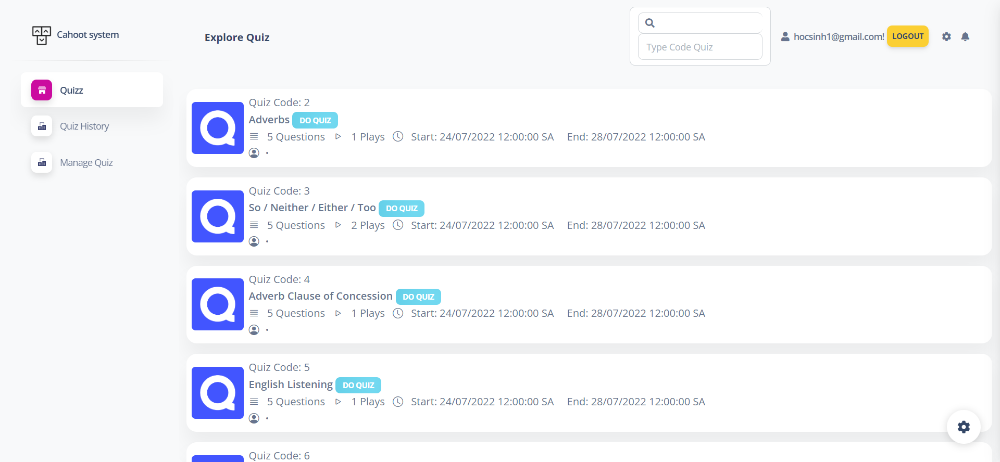 Cahoot system
Explore Quiz
Type Code Quiz
hocsinh1@gmail.com! LOGOUT
Quizz
Quiz History
Manage Quiz
Quiz Code: 2
Adverbs DO QUIZ
5 Questions 1 Plays Start: 24/07/2022 12:00:00 SA End: 28/07/2022 12:00:00 SA
•
Quiz Code: 3
So / Neither / Either / Too DO QUIZ
5 Questions 2 Plays Start: 24/07/2022 12:00:00 SA End: 28/07/2022 12:00:00 SA
•
Quiz Code: 4
Adverb Clause of Concession DO QUIZ
5 Questions 1 Plays Start: 24/07/2022 12:00:00 SA End: 28/07/2022 12:00:00 SA
•
Quiz Code: 5
English Listening DO QUIZ
5 Questions 1 Plays Start: 24/07/2022 12:00:00 SA End: 28/07/2022 12:00:00 SA
•
Quiz Code: 6